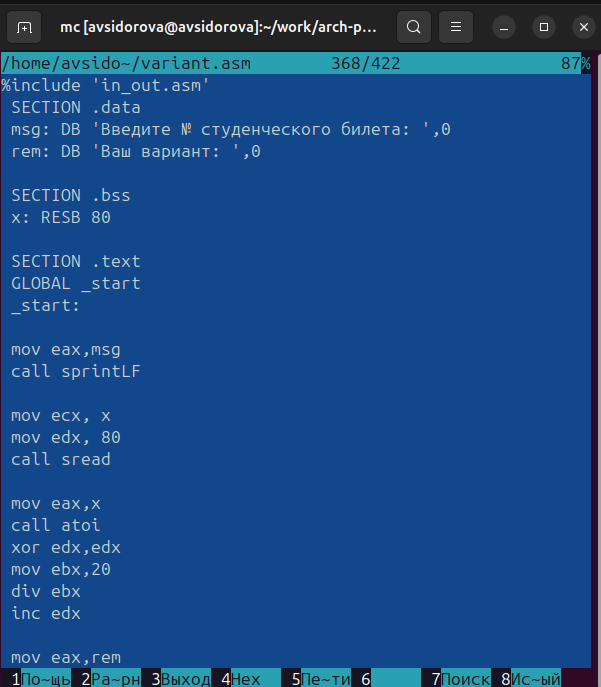 mc [avsidorova@avsidorova]:~/work/arch-p...
/home/avsido~/variant.asm 368/422 87%
%include 'in_out.asm'
SECTION .data
msg: DB 'Введите № студенческого билета: ',0
rem: DB 'Ваш вариант: ',0
SECTION .bss
x: RESB 80
SECTION .text
GLOBAL _start
_start:
mov eax,msg
call sprintLF
mov ecx, x
mov edx, 80
call sread
mov eax,x
call atoi
xor edx,edx
mov ebx,20
div ebx
inc edx
mov eax,rem
1По~щь 2Ра~рн 3Выход 4Hex 5Пе~ти 6 7Поиск 8Ис~ый